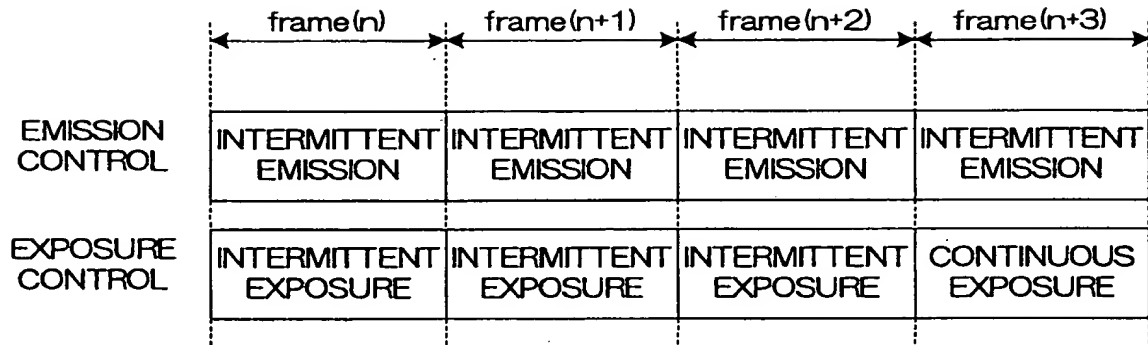 frame(n) frame(n+1) frame(n+2) frame(n+3)
EMISSION CONTROL
INTERMITTENT EMISSION
INTERMITTENT EMISSION
INTERMITTENT EMISSION
INTERMITTENT EMISSION
EXPOSURE CONTROL
INTERMITTENT EXPOSURE
INTERMITTENT EXPOSURE
INTERMITTENT EXPOSURE
CONTINUOUS EXPOSURE